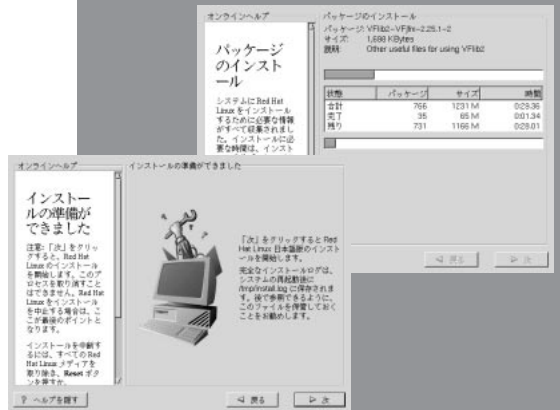 オンラインヘルプ
パッケージ
のインスト
ール
システムに Red Hat
Linux をインストール
するために必要な情報
がすべて収集されまし
た。インストールに必
要な時間は、インスト
パッケージのインストール
パッケージ: VFlib2-VFjfm-2.25.1-2
サイズ: 1,698 KBytes
説明: Other useful files for using VFlib2
状態 パッケージ サイズ 時間
合計 766 1231 M 0:29.36
完了 35 65 M 0:01.34
残り 731 1166 M 0:28.01
戻る
次
オンラインヘルプ
インストー
ルの準備が
できました
注意: 「次」をクリッ
クすると、Red Hat
Linux のインストール
を開始します。このプ
ロセスを取り消すこと
はできません。Red Hat
Linux をインストール
を中止する場合は、こ
こが最後のポイントと
なります。
インストールを中断す
るには、すべての Red
Hat Linux メディアを
取り除き、Reset ボタ
ンを押すか、
インストールの準備ができました
「次」をクリックすると Red
Hat Linux 日本語版のインスト
ールを開始します。
完全なインストールログは、
システムの再起動後に
/tmp/install.log に保存されま
す。後で参照できるように、
このファイルを保管しておく
ことをお勧めします。
? ヘルプを隠す
戻る
次